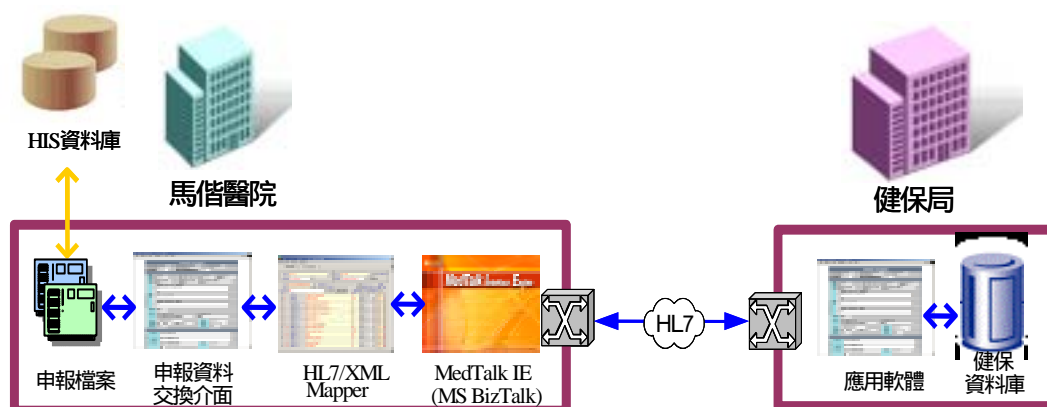 HIS資料庫
馬偕醫院
健保局
申報檔案
申報資料
交換介面
HL7/XML
Mapper
MedTalk IE
(MS BizTalk)
HL7
應用軟體
健保
資料庫